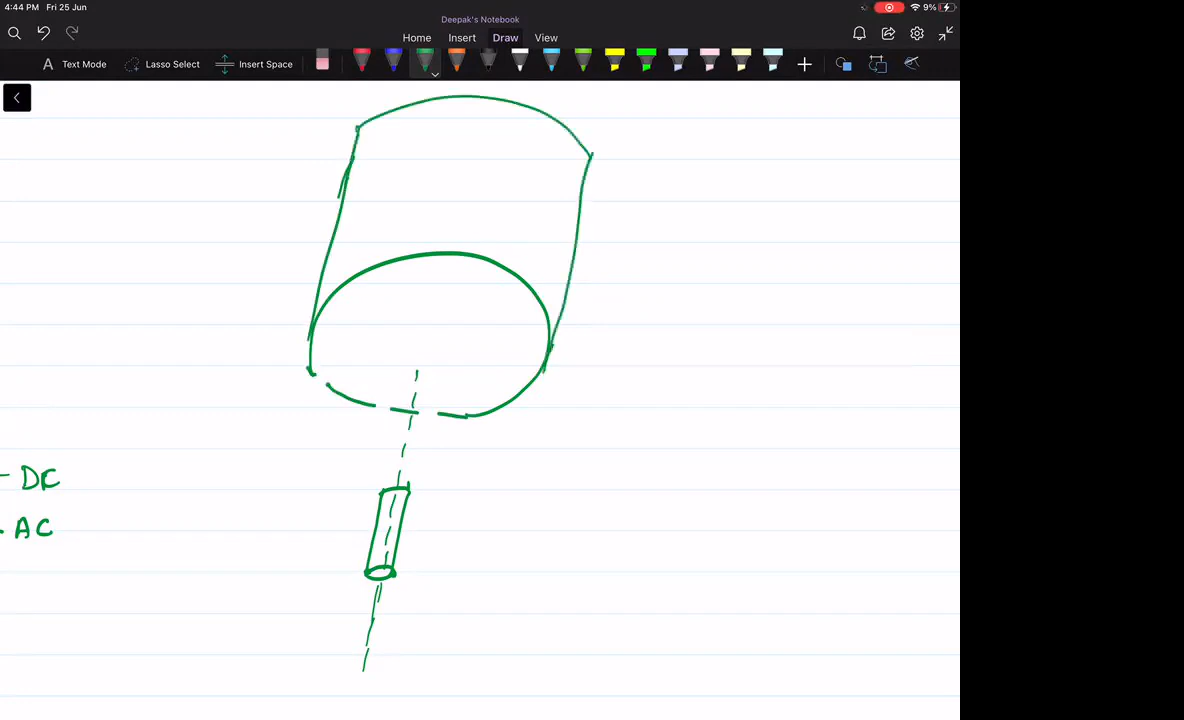 4:44 PM Fri 25 Jun
9%
Deepak's Notebook
Home Insert Draw View
A Text Mode Lasso Select Insert Space
- DC
- AC